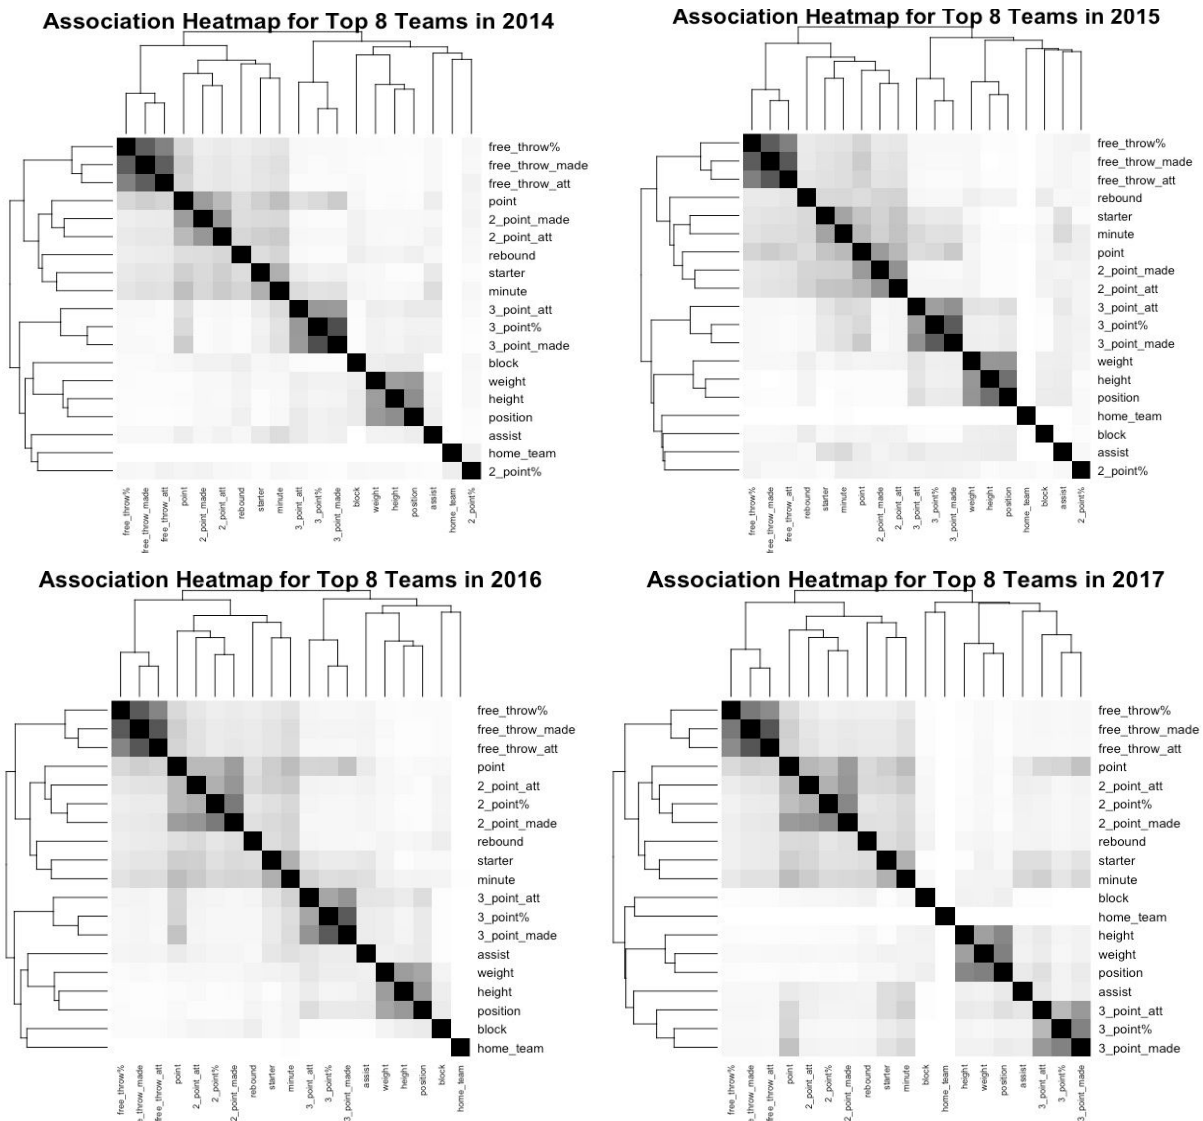 Association Heatmap for Top 8 Teams in 2014
free_throw%
free_throw_made
free_throw_att
point
2_point_made
2_point_att
rebound
starter
minute
3_point_att
3_point%
3_point_made
block
weight
height
position
assist
home_team
2_point%
free_throw%
free_throw_made
free_throw_att
point
2_point_made
2_point_att
rebound
starter
minute
3_point_att
3_point%
3_point_made
block
weight
height
position
assist
home_team
2_point%
Association Heatmap for Top 8 Teams in 2015
free_throw%
free_throw_made
free_throw_att
rebound
starter
minute
point
2_point_made
2_point_att
3_point_att
3_point%
3_point_made
weight
height
position
home_team
block
assist
2_point%
free_throw%
free_throw_made
free_throw_att
rebound
starter
minute
point
2_point_made
2_point_att
3_point_att
3_point%
3_point_made
weight
height
position
home_team
block
assist
2_point%
Association Heatmap for Top 8 Teams in 2016
free_throw%
free_throw_made
free_throw_att
point
2_point_att
2_point%
2_point_made
rebound
starter
minute
3_point_att
3_point%
3_point_made
assist
weight
height
position
block
home_team
free_throw%
e_throw_made
free_throw_att
point
2_point_att
2_point%
2_point_made
rebound
starter
minute
3_point_att
3_point%
3_point_made
assist
weight
height
position
block
home_team
Association Heatmap for Top 8 Teams in 2017
free_throw%
free_throw_made
free_throw_att
point
2_point_att
2_point%
2_point_made
rebound
starter
minute
block
home_team
height
weight
position
assist
3_point_att
3_point%
3_point_made
free_throw%
e_throw_made
free_throw_att
point
2_point_att
2_point%
2_point_made
rebound
starter
minute
block
home_team
height
weight
position
assist
3_point_att
3_point%
3_point_made